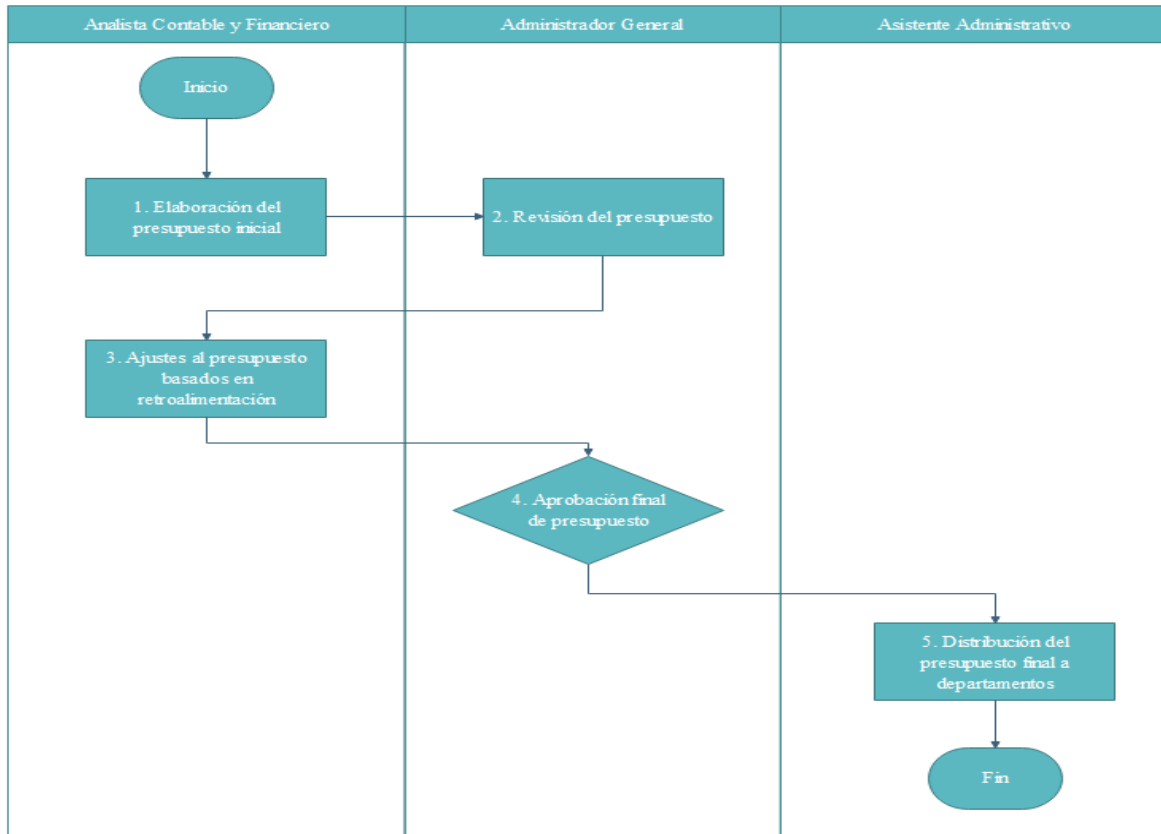 Analista Contable y Financiero
Administrador General
Asistente Administrativo
Inicio
1. Elaboración del
presupuesto inicial
2. Revisión del presupuesto
3. Ajustes al presupuesto
basados en
retroalimentación
4. Aprobación final
de presupuesto
5. Distribución del
presupuesto final a
departamentos
Fin